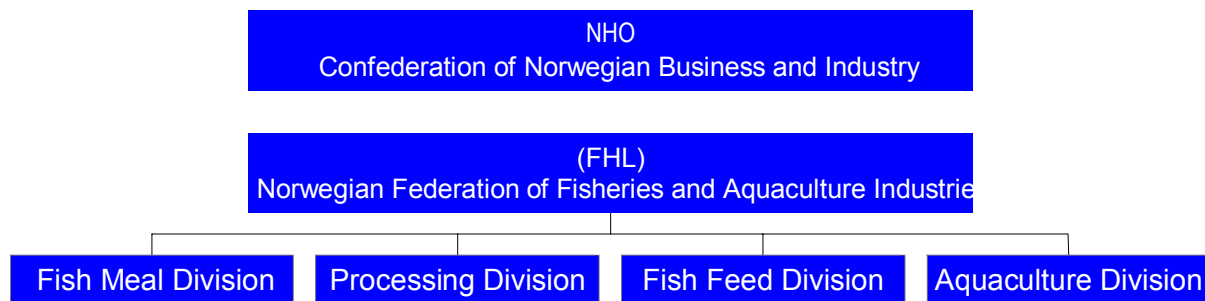 NHO
Confederation of Norwegian Business and Industry
(FHL)
Norwegian Federation of Fisheries and Aquaculture Industrie
Fish Meal Division
Processing Division
Fish Feed Division
Aquaculture Division